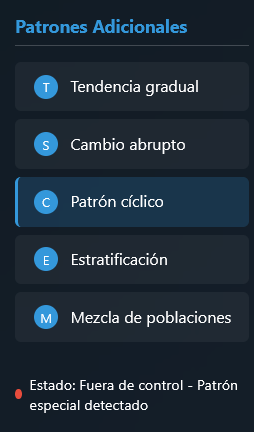 Patrones Adicionales
T Tendencia gradual
S Cambio abrupto
C Patrón cíclico
E Estratificación
M Mezcla de poblaciones
Estado: Fuera de control - Patrón
especial detectado